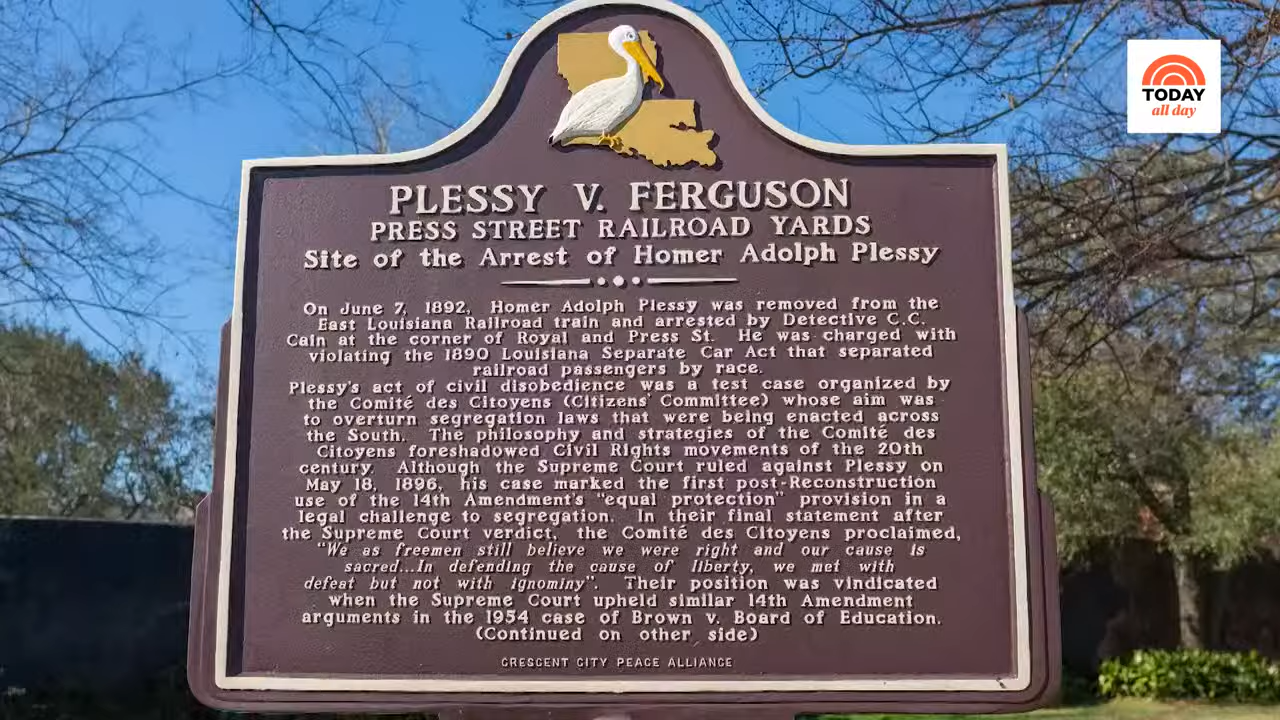 TODAY
all day
PLESSY V. FERGUSON
PRESS STREET RAILROAD YARDS
Site of the Arrest of Homer Adolph Plessy
On June 7, 1892, Homer Adolph Plessy was removed from the
East Louisiana Railroad train and arrested by Detective C.C.
Cain at the corner of Royal and Press St. He was charged with
violating the 1890 Louisiana Separate Car Act that separated
railroad passengers by race.
Plessy's act of civil disobedience was a test case organized by
the Comité des Citoyens (Citizens' Committee) whose aim was
to overturn segregation laws that were being enacted across
the South. The philosophy and strategies of the Comité des
Citoyens foreshadowed Civil Rights movements of the 20th
century. Although the Supreme Court ruled against Plessy on
May 18, 1896, his case marked the first post-Reconstruction
use of the 14th Amendment's "equal protection" provision in a
legal challenge to segregation. In their final statement after
the Supreme Court verdict, the Comité des Citoyens proclaimed,
"We as freemen still believe we were right and our cause is
sacred...In defending the cause of liberty, we met with
defeat but not with ignominy". Their position was vindicated
when the Supreme Court upheld similar 14th Amendment
arguments in the 1954 case of Brown v. Board of Education.
(Continued on other side)
CRESCENT CITY PEACE ALLIANCE